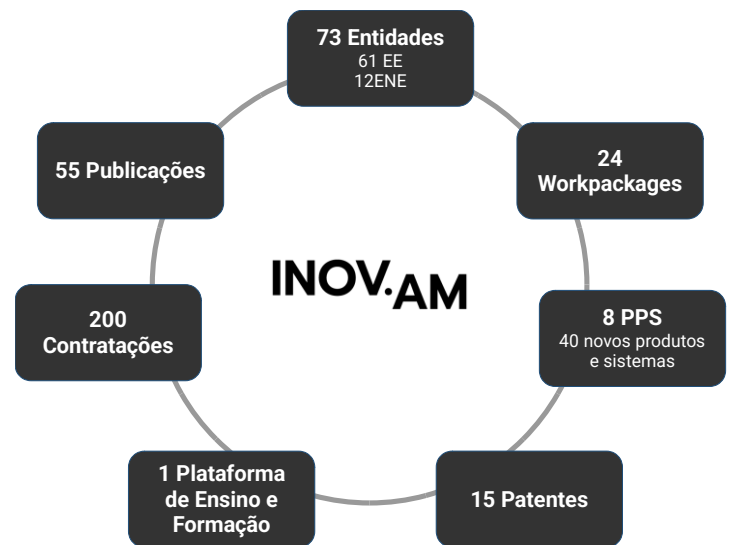 73 Entidades
61 EE
12ENE
55 Publicações
24
Workpackages
INOV.AM
200
Contratações
8 PPS
40 novos produtos
e sistemas
1 Plataforma
de Ensino e
Formação
15 Patentes